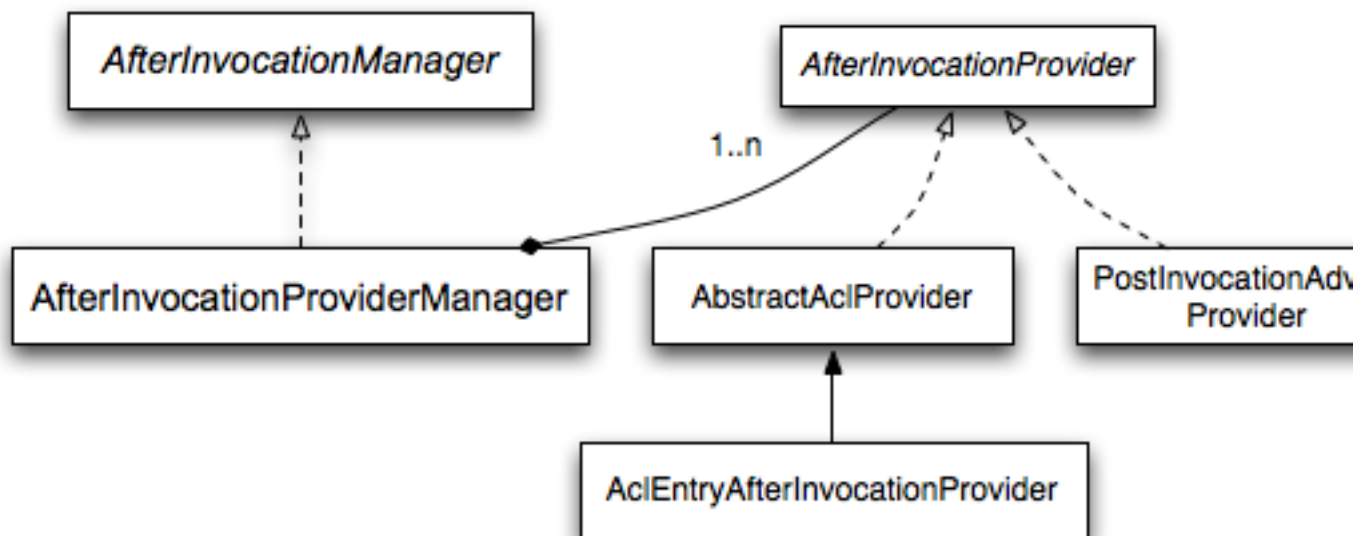 AfterInvocationManager
AfterInvocationProvider
1..n
AfterInvocationProviderManager
AbstractAclProvider
PostInvocationAdv
Provider
AclEntryAfterInvocationProvider